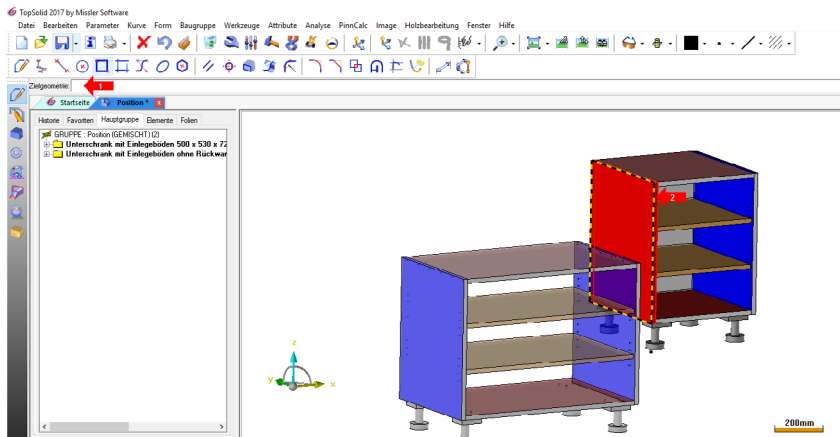 TopSolid 2017 by Missler Software
Datei Bearbeiten Parameter Kurve Form Baugruppe Werkzeuge Attribute Analyse PinnCalc Image Holzbearbeitung Fenster Hilfe
Zielgeometrie:
1
Startseite Position *
Historie Favoriten Hauptgruppe Elemente Folien
GRUPPE : Position (GEMISCHT) (2)
Unterschrank mit Einlegeböden 500 x 530 x 72
Unterschrank mit Einlegeböden ohne Rückwar
2
z
y
x
200mm